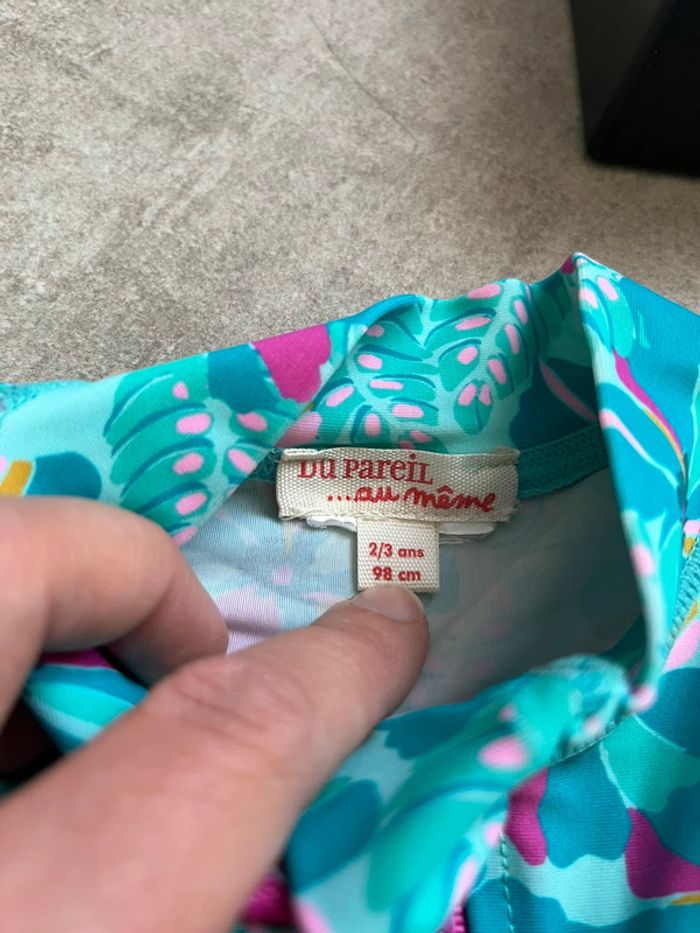 Du pareil
...au même
2/3 ans
98 cm